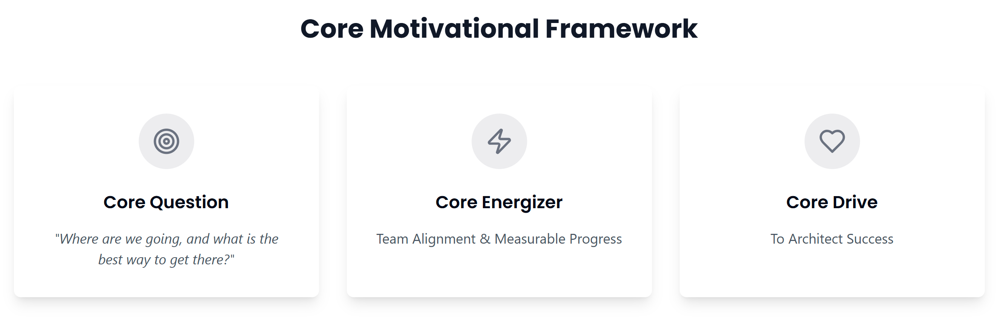 Core Motivational Framework
Core Question
"Where are we going, and what is the
best way to get there?"
Core Energizer
Team Alignment & Measurable Progress
Core Drive
To Architect Success